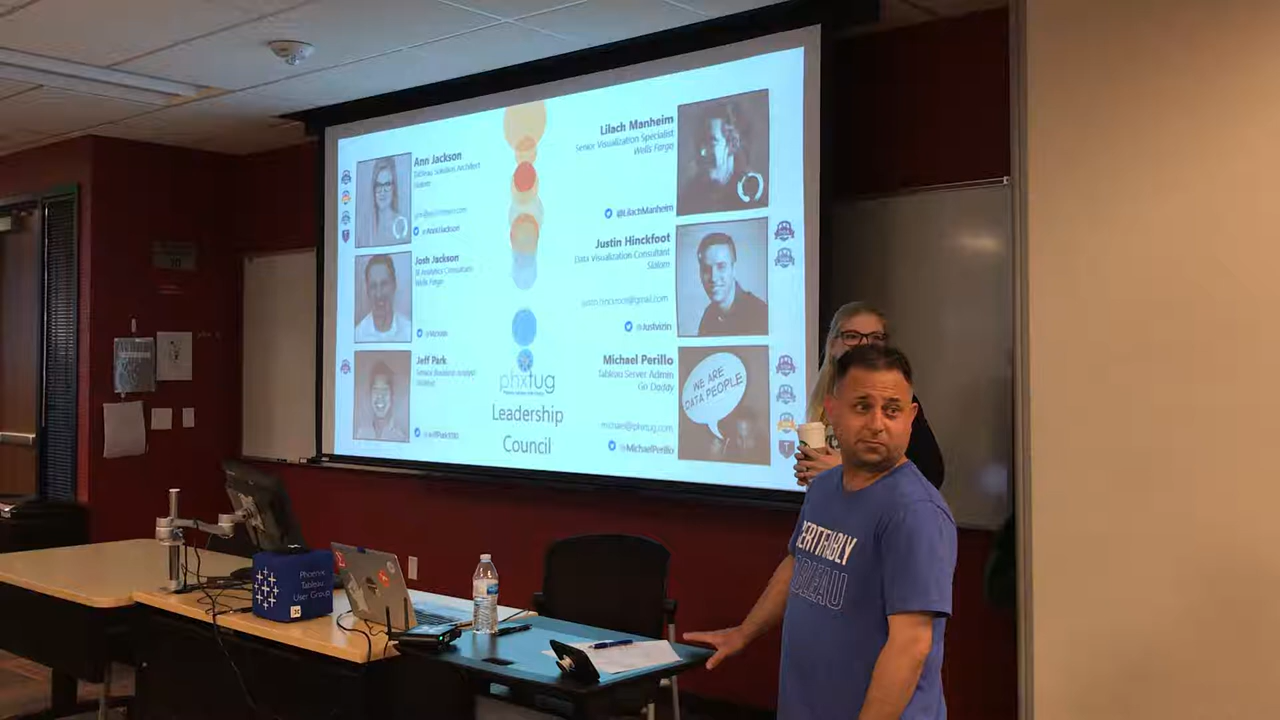 Ann Jackson
Tableau Solution Architect
Slalom
@AnnUJackson
Josh Jackson
BI Analytics Consultant
Wells Fargo
Jeff Park
Senior Business Analyst
phxtug
Leadership
Council
Lilach Manheim
Senior Visualization Specialist
Wells Fargo
@LilachManheim
Justin Hinckfoot
Data Visualization Consultant
Slalom
@Justvizin
Michael Perillo
Tableau Server Admin
Go Daddy
michael@phxtug.com
@MichaelPerillo
WE ARE
DATA PEOPLE
Phoenix
Tableau
User Group